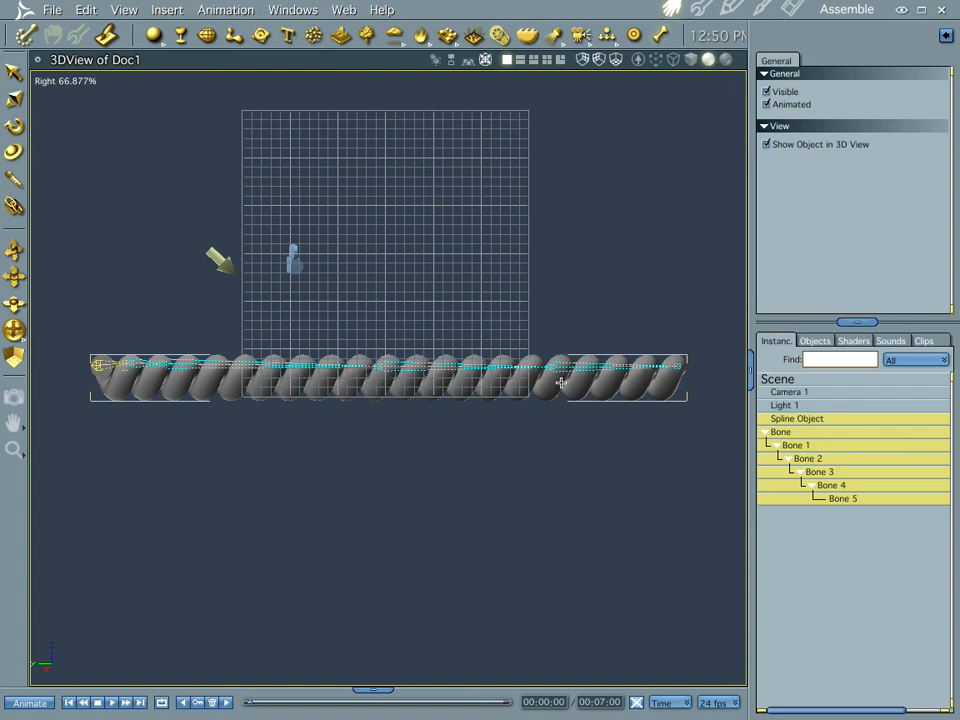 File Edit View Insert Animation Windows Web Help
Assemble
12:50 PM
3DView of Doc1
Right 66.877%
General
General
Visible
Animated
View
Show Object in 3D View
Instanc. Objects Shaders Sounds Clips
Find: All
Scene
Camera 1
Light 1
Spline Object
Bone
Bone 1
Bone 2
Bone 3
Bone 4
Bone 5
Animate 00:00:00 / 00:07:00 Time 24 fps